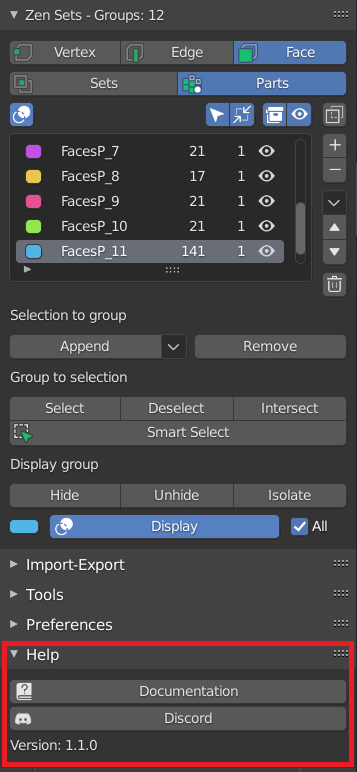 Zen Sets - Groups: 12
Vertex Edge Face
Sets Parts
FacesP_7 21 1
FacesP_8 17 1
FacesP_9 21 1
FacesP_10 21 1
FacesP_11 141 1
Selection to group
Append Remove
Group to selection
Select Deselect Intersect
Smart Select
Display group
Hide Unhide Isolate
Display All
Import-Export
Tools
Preferences
Help
Documentation
Discord
Version: 1.1.0